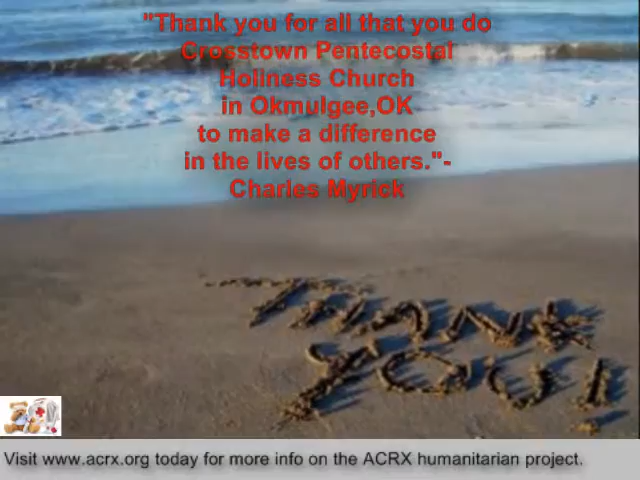 "Thank you for all that you do
Crosstown Pentecostal
Holiness Church
in Okmulgee,OK
to make a difference
in the lives of others."-
Charles Myrick
THANK
YOU!
Visit www.acrx.org today for more info on the ACRX humanitarian project.